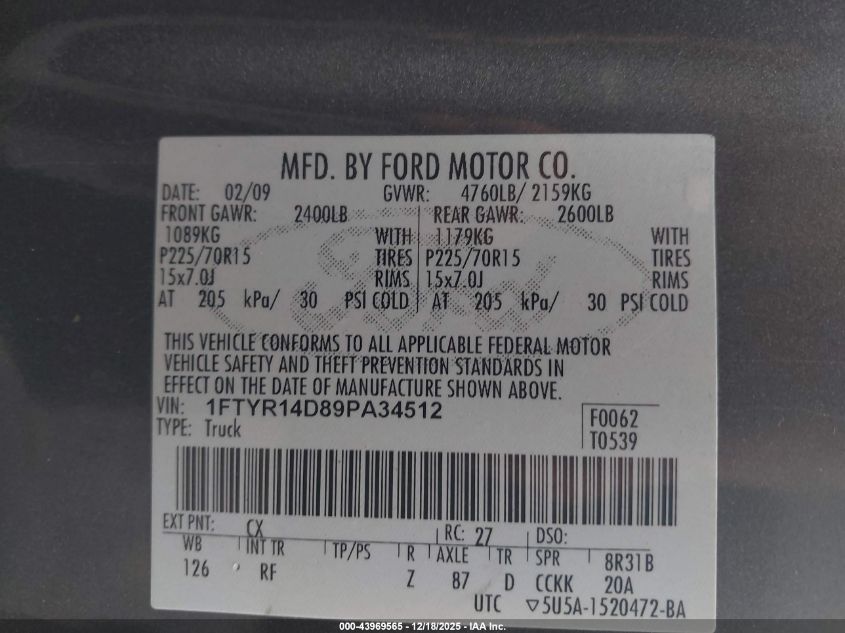 MFD. BY FORD MOTOR CO.
DATE: 02/09 GVWR: 4760LB/ 2159KG
FRONT GAWR: 2400LB REAR GAWR: 2600LB
1089KG WITH 1179KG WITH
P225/70R15 TIRES P225/70R15 TIRES
15x7.0J RIMS 15x7.0J RIMS
AT 205 kPa/ 30 PSI COLD AT 205 kPa/ 30 PSI COLD
THIS VEHICLE CONFORMS TO ALL APPLICABLE FEDERAL MOTOR
VEHICLE SAFETY AND THEFT PREVENTION STANDARDS IN
EFFECT ON THE DATE OF MANUFACTURE SHOWN ABOVE.
VIN: 1FTYR14D89PA34512
TYPE: Truck
F0062
T0539
EXT PNT: CX RC: 27 DSO:
WB INT TR TP/PS R AXLE TR SPR 8R31B
126 RF Z 87 D CCKK 20A
UTC ▽5U5A-1520472-BA
Ford
000-43969565 - 12/18/2025 - IAA Inc.